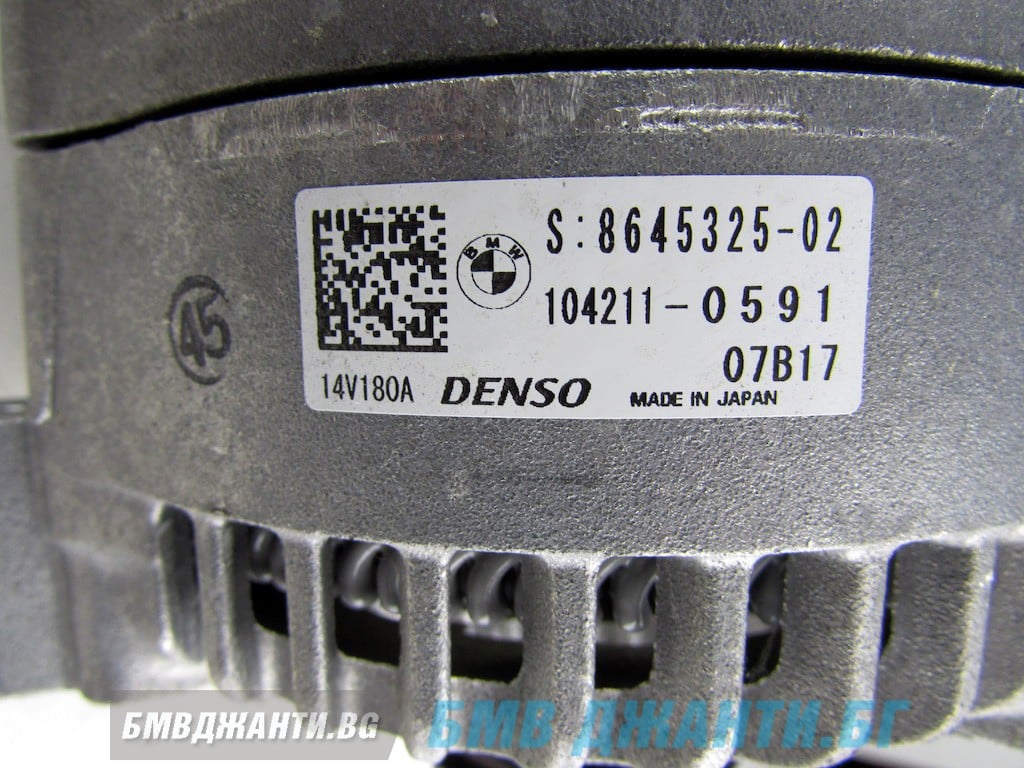 S:8645325-02
BMW
104211-0591
07B17
14V180A DENSO MADE IN JAPAN
45
БМВДЖАНТИ.BG
БМВ ДЖАНТИ.БГ